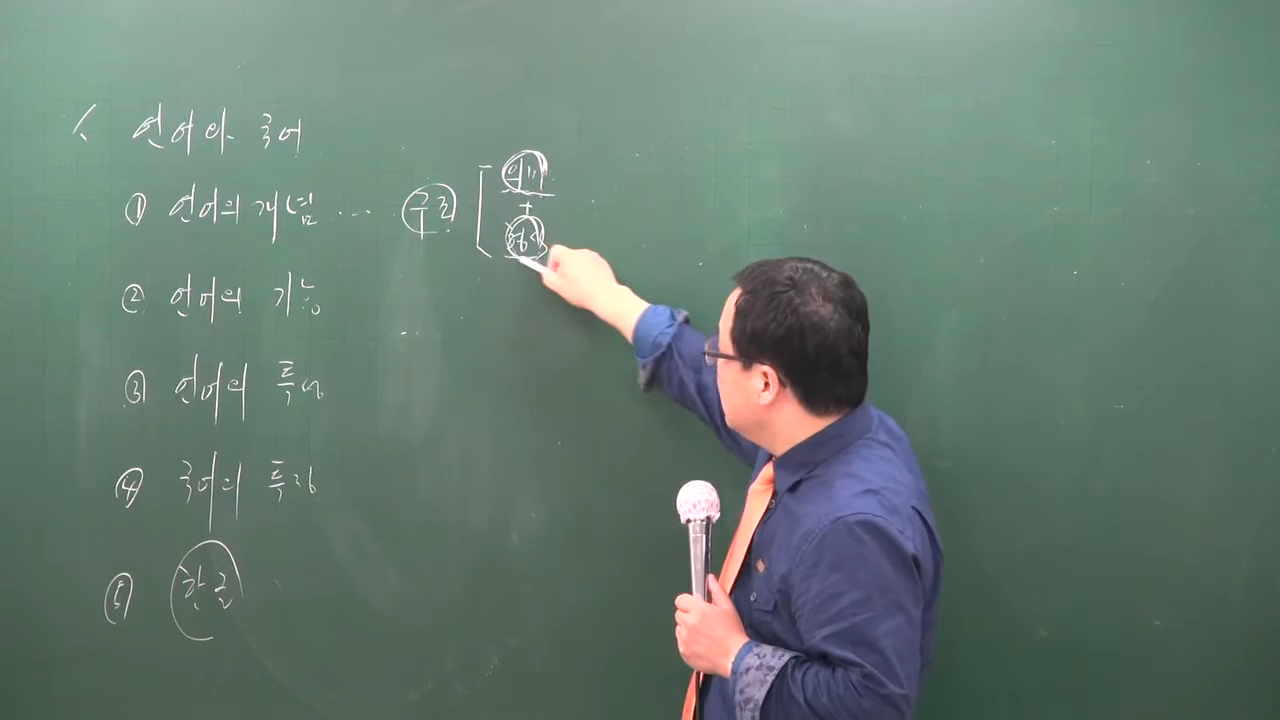 언어와 국어
① 언어의 개념 ... 구조
의미
+
형식
② 언어의 기능
③ 언어의 특성
④ 국어의 특징
⑤ 한글